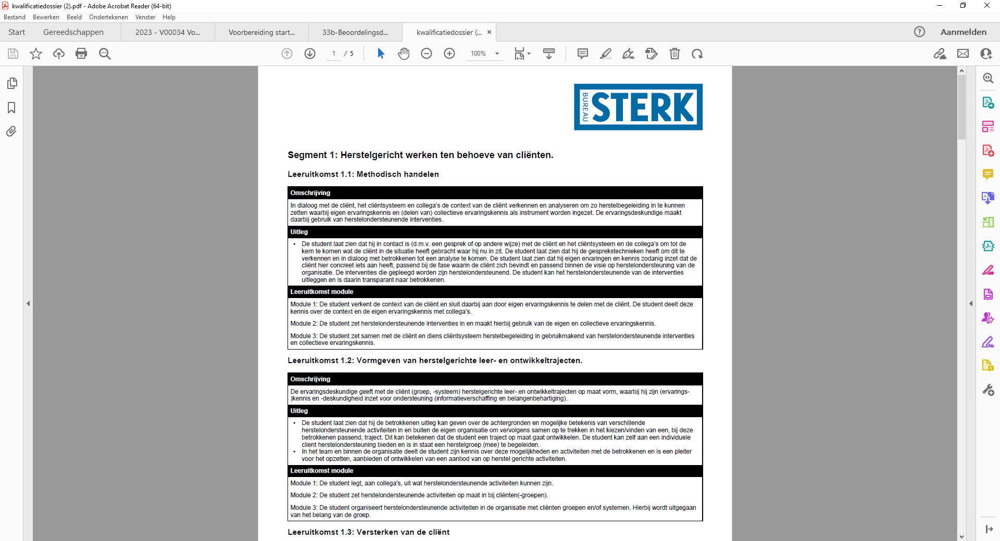 kwalificatiedossier (2).pdf - Adobe Acrobat Reader (64-bit)
Bestand Bewerken Beeld Ondertekenen Venster Help
Start Gereedschappen 2023 - V00034 Vo... Voorbereiding start... 33b-Beoordelingsd... kwalificatiedossier (... × Aanmelden
1 / 5 100%
BUREAU STERK
Segment 1: Herstelgericht werken ten behoeve van cliënten.
Leeruitkomst 1.1: Methodisch handelen
Omschrijving
In dialoog met de cliënt, het cliëntsysteem en collega's de context van de cliënt verkennen en analyseren om zo herstelbegeleiding in te kunnen
zetten waarbij eigen ervaringskennis en (delen van) collectieve ervaringskennis als instrument worden ingezet. De ervaringsdeskundige maakt
daarbij gebruik van herstelondersteunende interventies.
Uitleg
• De student laat zien dat hij in contact is (d.m.v. een gesprek of op andere wijze) met de cliënt en het cliëntsysteem en de collega's om tot de
kern te komen wat de cliënt in de situatie heeft gebracht waar hij nu in zit. De student laat zien dat hij de gesprekstechnieken heeft om dit te
verkennen en in dialoog met betrokkenen tot een analyse te komen. De student laat zien dat hij eigen ervaringen en kennis zodanig inzet dat de
cliënt hier concreet iets aan heeft, passend bij de fase waarin de cliënt zich bevindt en passend binnen de visie op herstelondersteuning van de
organisatie. De interventies die gepleegd worden zijn herstelondersteunend. De student kan het herstelondersteunende van de interventies
uitleggen en is daarin transparant naar betrokkenen.
Leeruitkomst module
Module 1: De student verkent de context van de cliënt en sluit daarbij aan door eigen ervaringskennis te delen met de cliënt. De student deelt deze
kennis over de context en de eigen ervaringskennis met collega's.
Module 2: De student zet herstelondersteunende interventies in en maakt hierbij gebruik van de eigen en collectieve ervaringskennis.
Module 3: De student zet samen met de cliënt en diens cliëntsysteem herstelbegeleiding in gebruikmakend van herstelondersteunende interventies
en collectieve ervaringskennis.
Leeruitkomst 1.2: Vormgeven van herstelgerichte leer- en ontwikkeltrajecten.
Omschrijving
De ervaringsdeskundige geeft met de cliënt (groep, -systeem) herstelgerichte leer- en ontwikkeltrajecten op maat vorm, waarbij hij zijn (ervarings-
)kennis en -deskundigheid inzet voor ondersteuning (informatieverschaffing en belangenbehartiging).
Uitleg
• De student laat zien dat hij de betrokkenen uitleg kan geven over de achtergronden en mogelijke betekenis van verschillende
herstelondersteunende activiteiten in en buiten de eigen organisatie om vervolgens samen op te trekken in het kiezen/vinden van een, bij deze
betrokkenen passend, traject. Dit kan betekenen dat de student een traject op maat gaat ontwikkelen. De student kan zelf aan een individuele
client herstelondersteuning bieden en is in staat een herstelgroep (mee) te begeleiden.
• In het team en binnen de organisatie deelt de student zijn kennis over deze mogelijkheden en activiteiten met de betrokkenen en is een pleiter
voor het opzetten, aanbieden of ontwikkelen van een aanbod van op herstel gerichte activiteiten.
Leeruitkomst module
Module 1: De student legt, aan collega's, uit wat herstelondersteunende activiteiten kunnen zijn.
Module 2: De student zet herstelondersteunende activiteiten op maat in bij cliënten(-groepen).
Module 3: De student organiseert herstelondersteunende activiteiten in de organisatie met cliënten groepen en/of systemen. Hierbij wordt uitgegaan
van het belang van de groep.
Leeruitkomst 1.3: Versterken van de cliënt